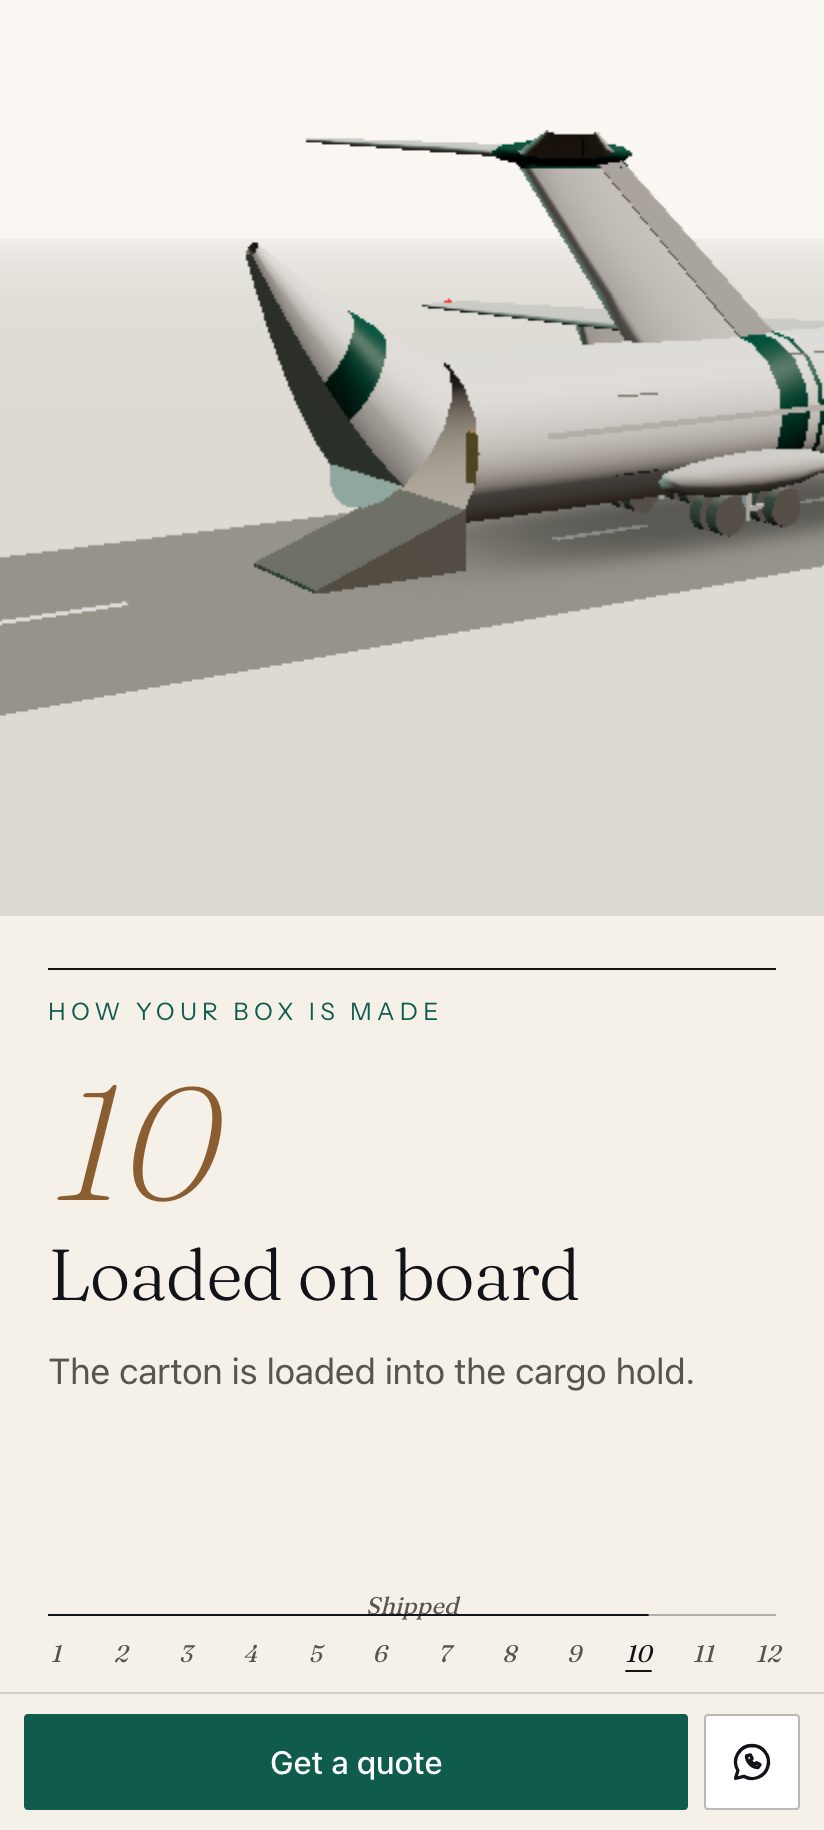 HOW YOUR BOX IS MADE
10
Loaded on board
The carton is loaded into the cargo hold.
Shipped
1 2 3 4 5 6 7 8 9 10 11 12
Get a quote